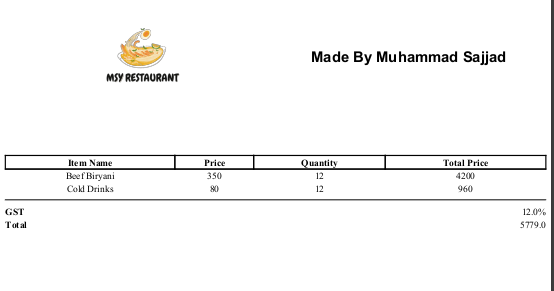 MSY RESTAURANT
Made By Muhammad Sajjad
Item Name Price Quantity Total Price
Beef Biryani 350 12 4200
Cold Drinks 80 12 960
GST 12.0%
Total 5779.0